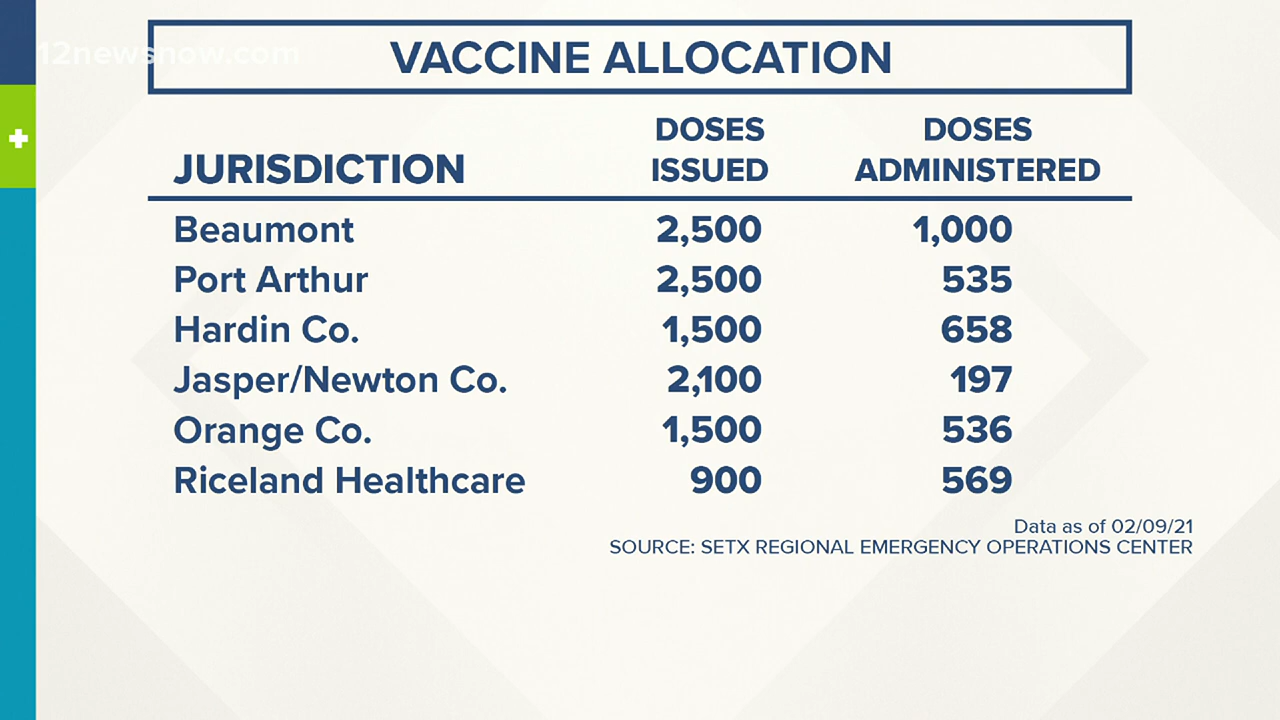 12newsnow.com
VACCINE ALLOCATION
JURISDICTION DOSES ISSUED DOSES ADMINISTERED
Beaumont 2,500 1,000
Port Arthur 2,500 535
Hardin Co. 1,500 658
Jasper/Newton Co. 2,100 197
Orange Co. 1,500 536
Riceland Healthcare 900 569
Data as of 02/09/21
SOURCE: SETX REGIONAL EMERGENCY OPERATIONS CENTER